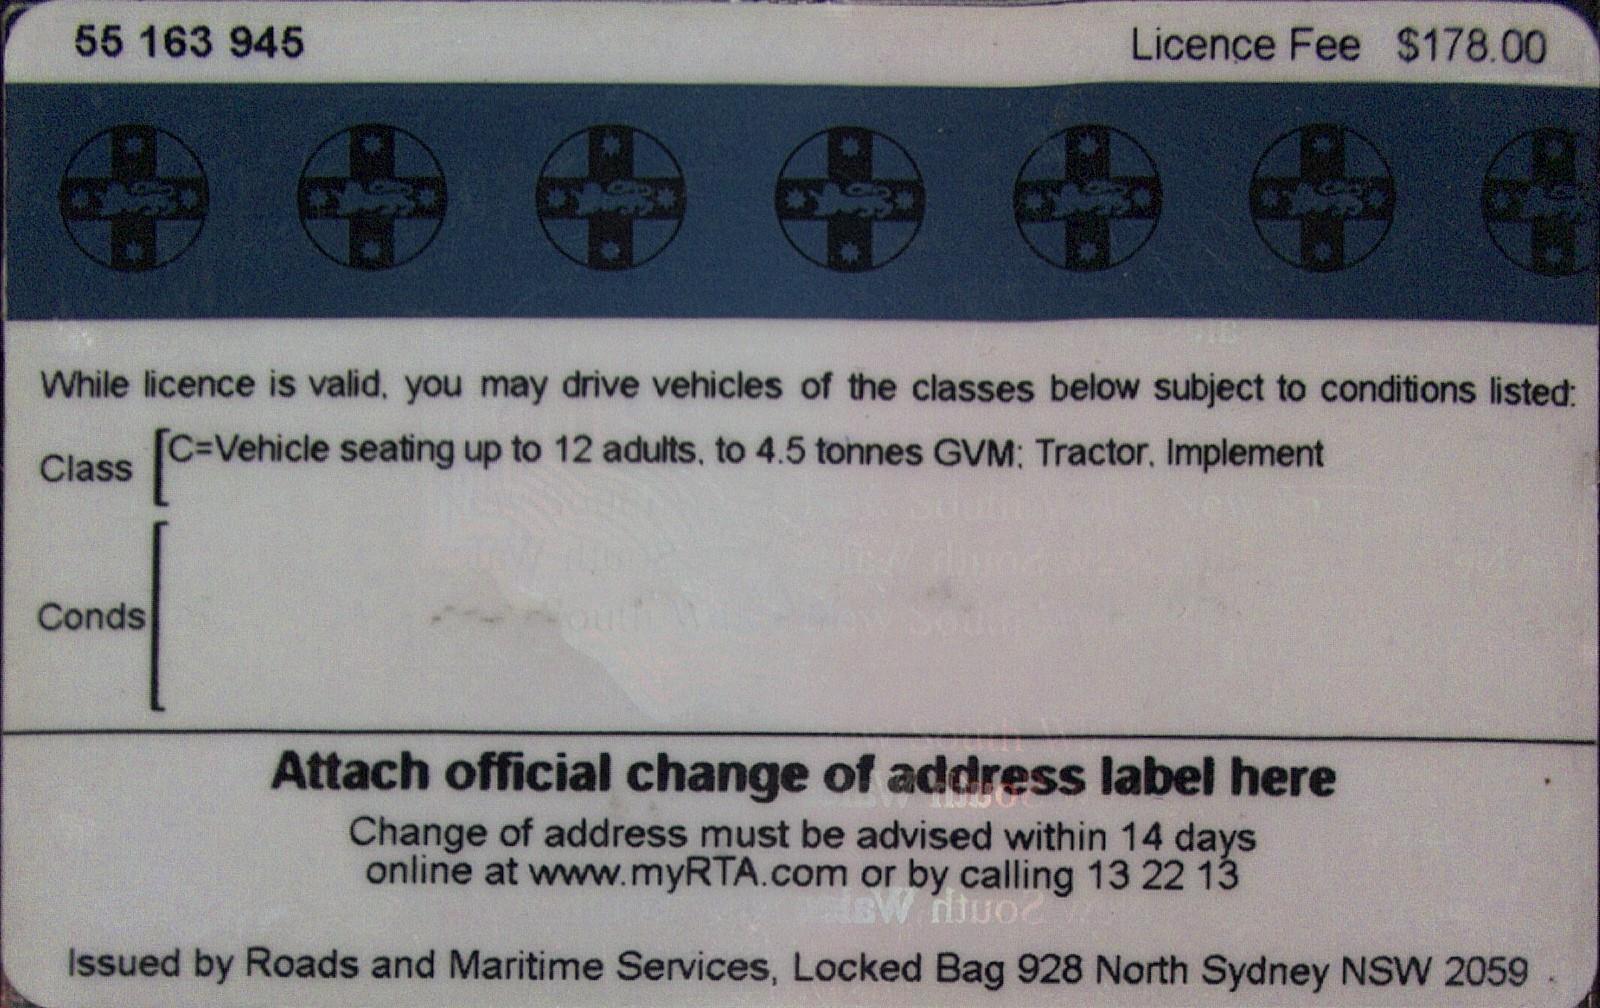 55 163 945 Licence Fee $178.00
While licence is valid, you may drive vehicles of the classes below subject to conditions listed:
Class [C=Vehicle seating up to 12 adults, to 4.5 tonnes GVM; Tractor, Implement
Conds [
Attach official change of address label here
Change of address must be advised within 14 days
online at www.myRTA.com or by calling 13 22 13
South Wales
Issued by Roads and Maritime Services, Locked Bag 928 North Sydney NSW 2059